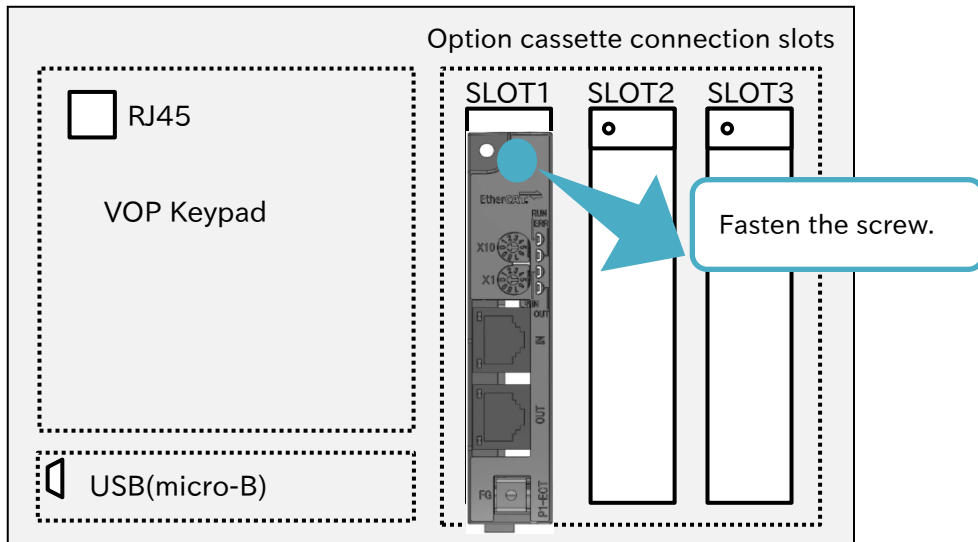 Option cassette connection slots
SLOT1 SLOT2 SLOT3
RJ45
VOP Keypad
Fasten the screw.
EtherCAT
RUN
ERR
X10
X1
L/A IN
OUT
IN
OUT
FG
P1-ECT
USB(micro-B)